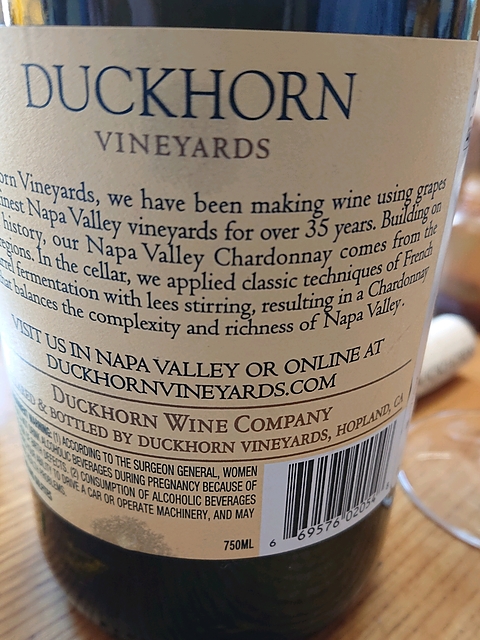 DUCKHORN
VINEYARDS
Vineyards, we have been making wine using grapes
Napa Valley vineyards for over 35 years. Building on
history, our Napa Valley Chardonnay comes from the
In the cellar, we applied classic techniques of French
fermentation with lees stirring, resulting in a Chardonnay
balances the complexity and richness of Napa Valley.
VISIT US IN NAPA VALLEY OR ONLINE AT
DUCKHORNVINEYARDS.COM
DUCKHORN WINE COMPANY
& BOTTLED BY DUCKHORN VINEYARDS, HOPLAND, CA
(1) ACCORDING TO THE SURGEON GENERAL, WOMEN
ALCOHOLIC BEVERAGES DURING PREGNANCY BECAUSE OF
(2) CONSUMPTION OF ALCOHOLIC BEVERAGES
DRIVE A CAR OR OPERATE MACHINERY, AND MAY
750ML
6 69576